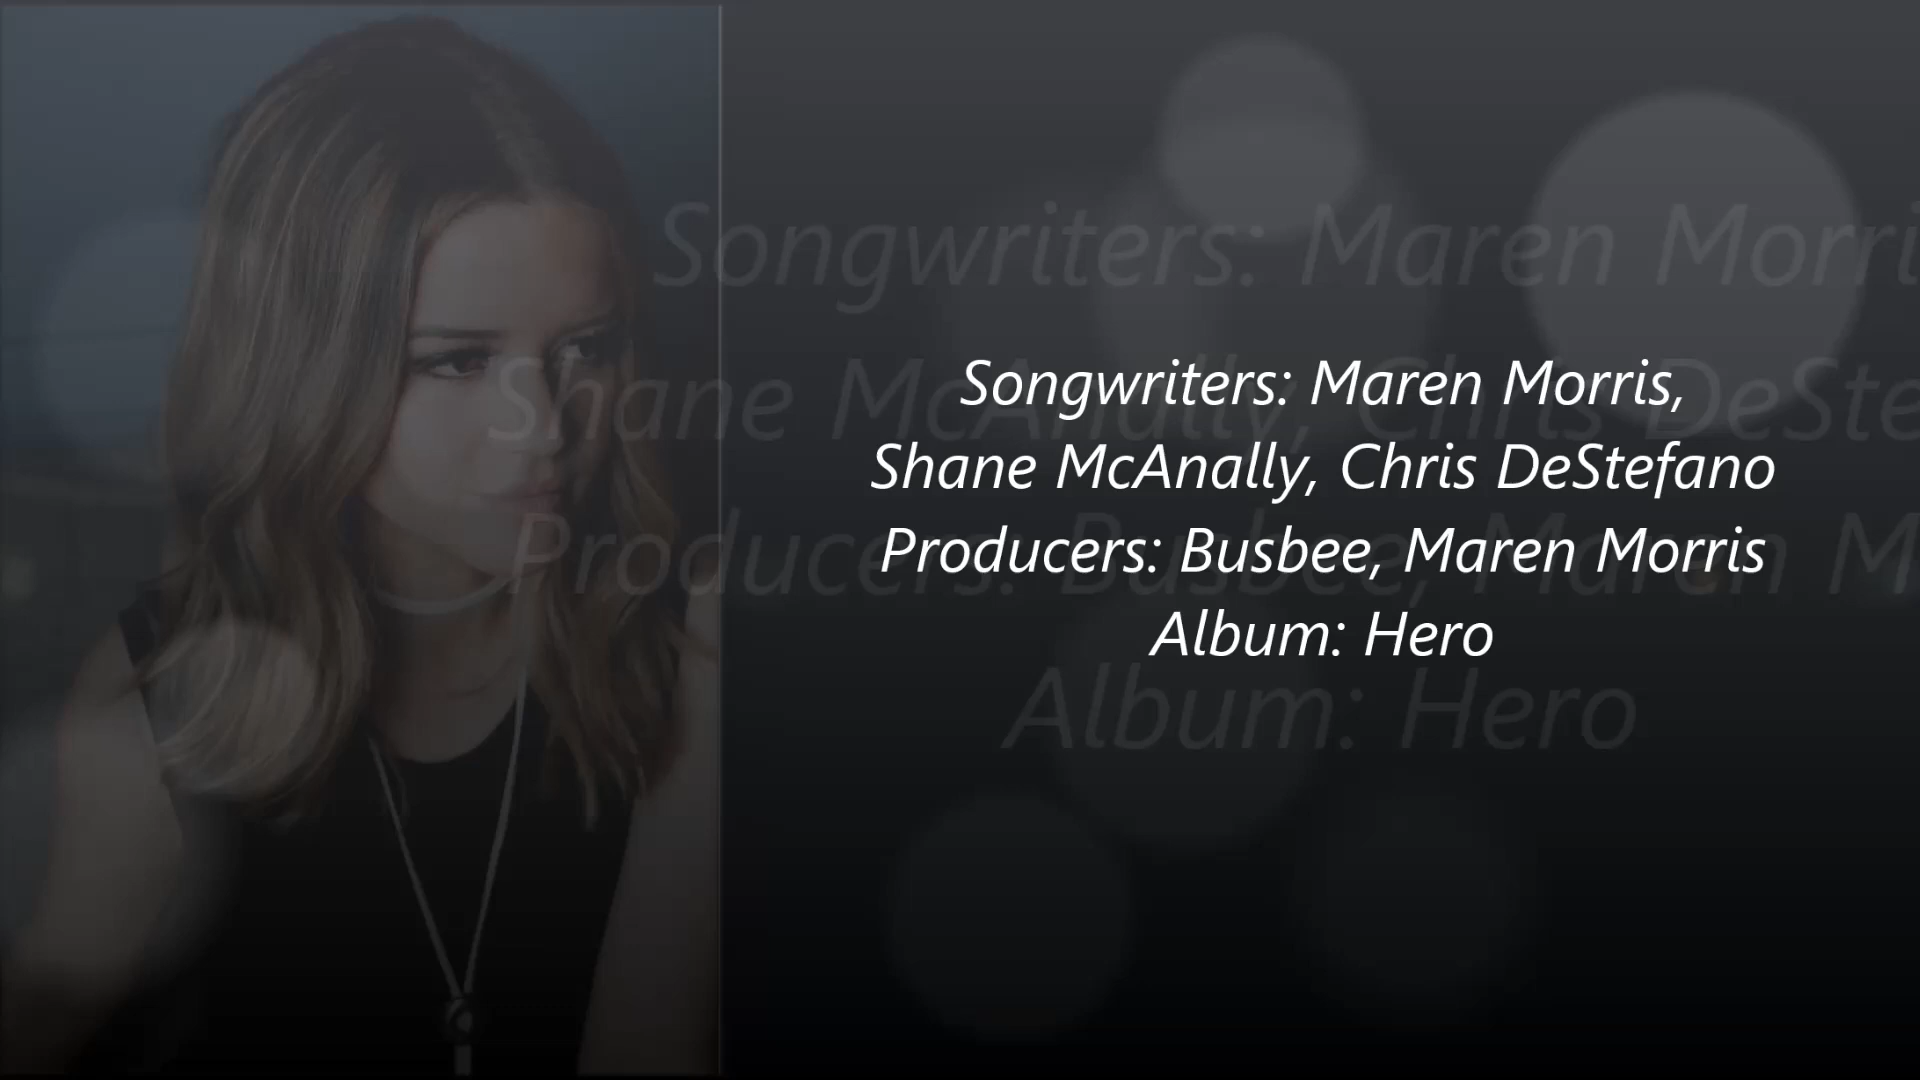 Songwriters: Maren Morris,
Shane McAnally, Chris DeStefano
Producers: Busbee, Maren Morris
Album: Hero